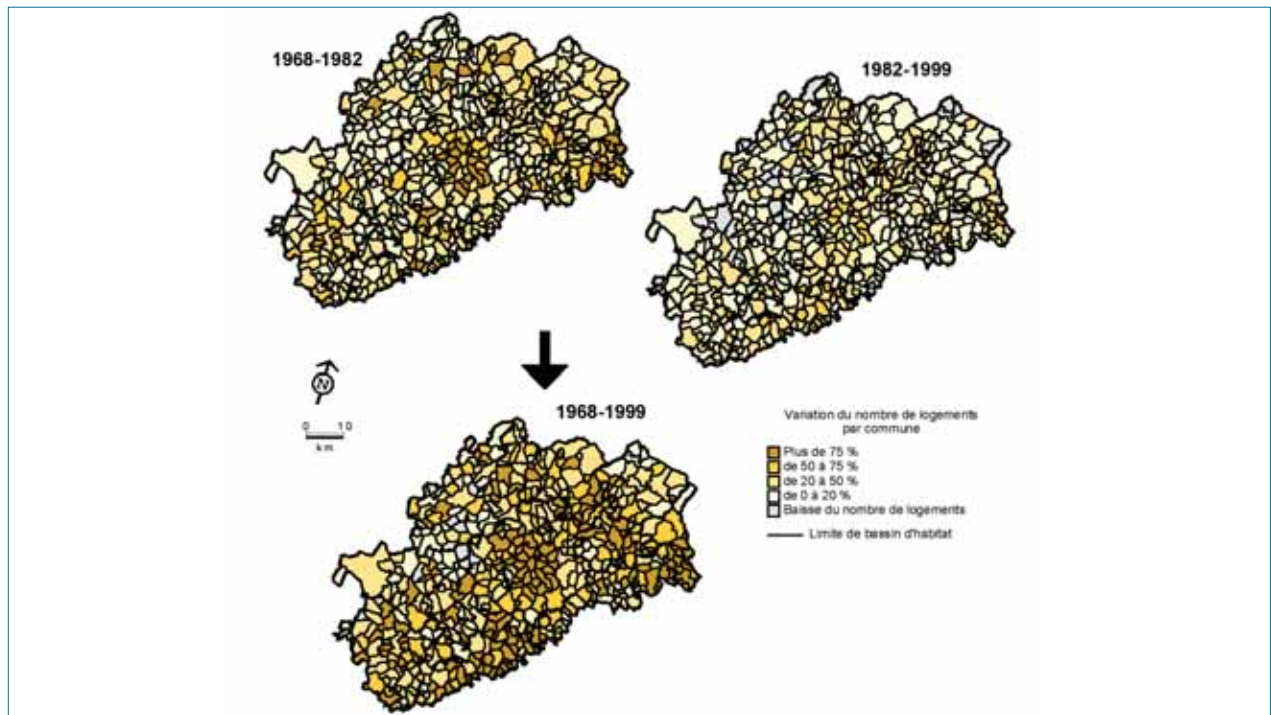 1968-1982
1982-1999
N
0 10
km
1968-1999
Variation du nombre de logements
par commune
Plus de 75 %
de 50 à 75 %
de 20 à 50 %
de 0 à 20 %
Baisse du nombre de logements
Limite de bassin d'habitat